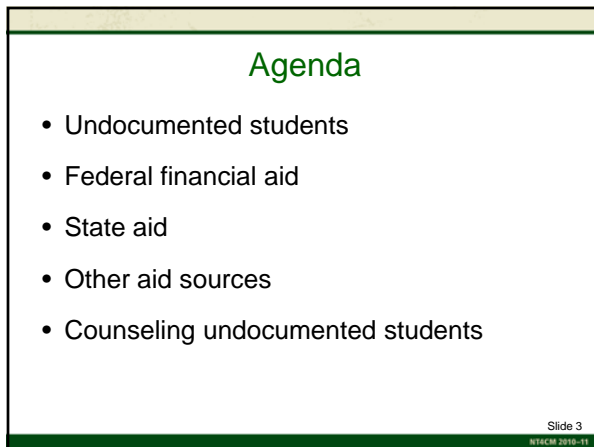 Agenda
• Undocumented students
• Federal financial aid
• State aid
• Other aid sources
• Counseling undocumented students
Slide 3
NT4CM 2010–11